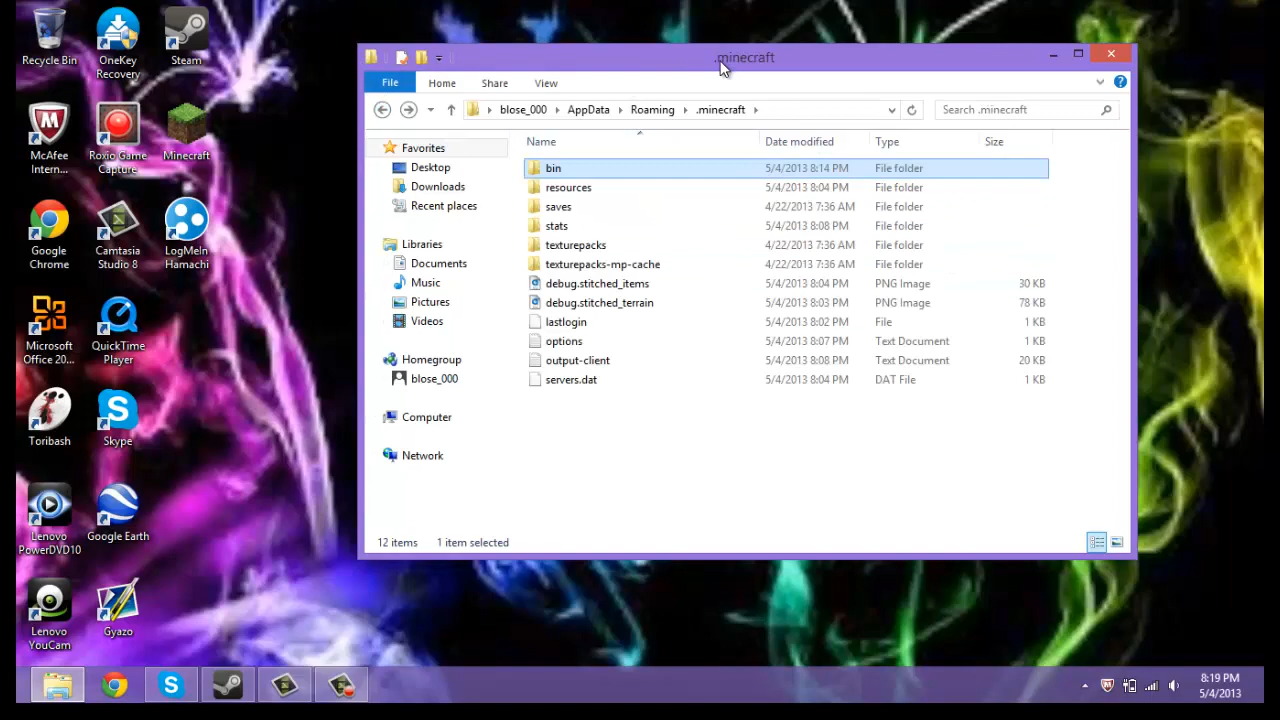 Recycle Bin
OneKey
Recovery
Steam
McAfee
Intern...
Roxio Game
Capture
Minecraft
Google
Chrome
Camtasia
Studio 8
LogMeIn
Hamachi
Microsoft
Office 20...
QuickTime
Player
Toribash
Skype
Lenovo
PowerDVD10
Google Earth
Lenovo
YouCam
Gyazo
.minecraft
File Home Share View
blose_000 AppData Roaming .minecraft Search .minecraft
Favorites
Desktop
Downloads
Recent places
Libraries
Documents
Music
Pictures
Videos
Homegroup
blose_000
Computer
Network
Name Date modified Type Size
bin 5/4/2013 8:14 PM File folder
resources 5/4/2013 8:04 PM File folder
saves 4/22/2013 7:36 AM File folder
stats 5/4/2013 8:08 PM File folder
texturepacks 4/22/2013 7:36 AM File folder
texturepacks-mp-cache 4/22/2013 7:36 AM File folder
debug.stitched_items 5/4/2013 8:04 PM PNG Image 30 KB
debug.stitched_terrain 5/4/2013 8:03 PM PNG Image 78 KB
lastlogin 5/4/2013 8:02 PM File 1 KB
options 5/4/2013 8:07 PM Text Document 1 KB
output-client 5/4/2013 8:08 PM Text Document 20 KB
servers.dat 5/4/2013 8:04 PM DAT File 1 KB
12 items 1 item selected
8:19 PM
5/4/2013